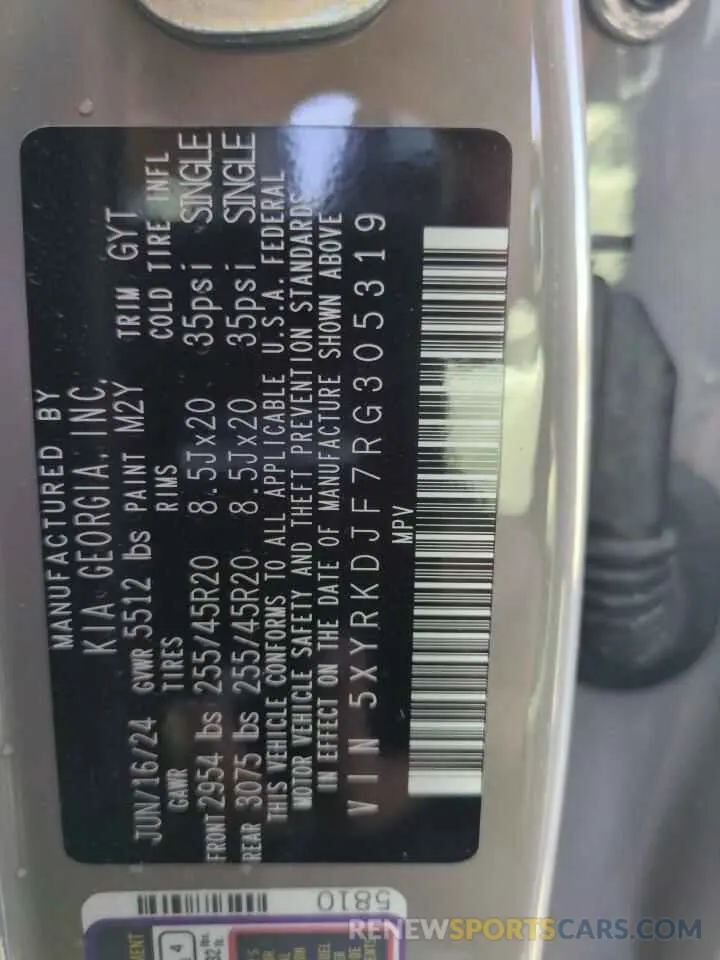 MANUFACTURED BY
KIA GEORGIA, INC.
JUN/16/24 GVWR 5512 lbs PAINT M2Y TRIM GYT
GAWR TIRES RIMS COLD TIRE INFL
FRONT 2954 lbs 255/45R20 8.5Jx20 35psi SINGLE
REAR 3075 lbs 255/45R20 8.5Jx20 35psi SINGLE
THIS VEHICLE CONFORMS TO ALL APPLICABLE U.S.A. FEDERAL
MOTOR VEHICLE SAFETY AND THEFT PREVENTION STANDARDS
IN EFFECT ON THE DATE OF MANUFACTURE SHOWN ABOVE
VIN 5XYRKDJF7RG305319
MPV
5810
4
RENEWSPORTSCARS.COM